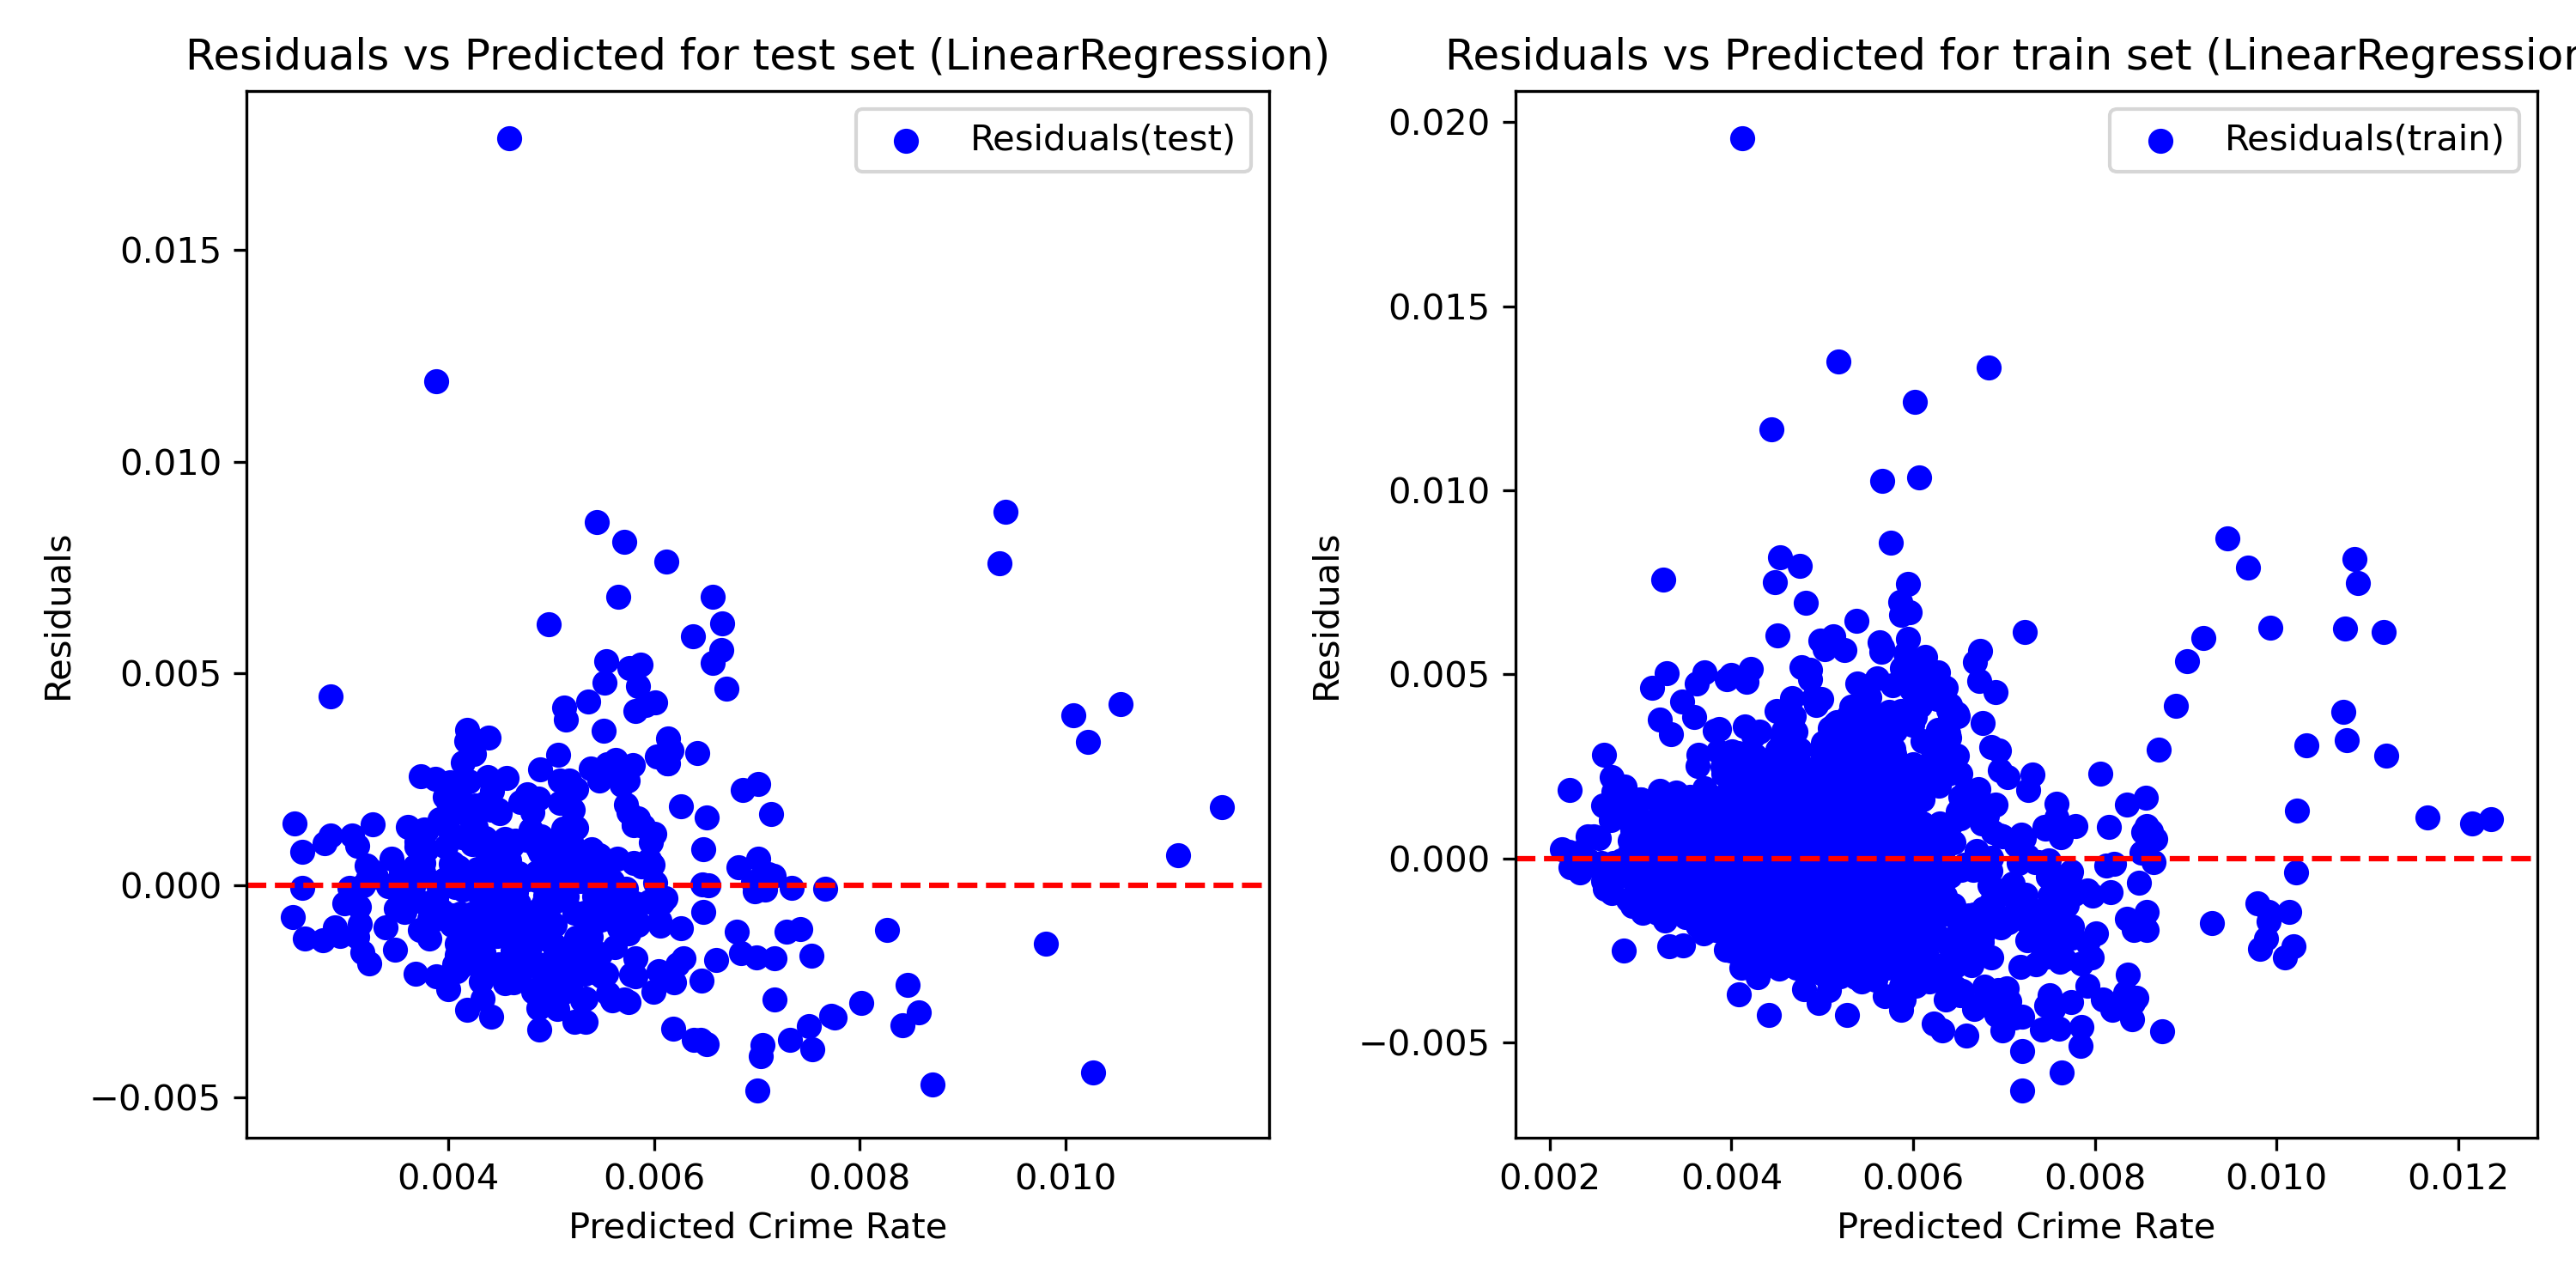 Residuals vs Predicted for test set (LinearRegression)
Residuals(test)
0.015
0.010
0.005
0.000
−0.005
Residuals
0.004 0.006 0.008 0.010
Predicted Crime Rate
Residuals vs Predicted for train set (LinearRegression
Residuals(train)
0.020
0.015
0.010
0.005
0.000
−0.005
Residuals
0.002 0.004 0.006 0.008 0.010 0.012
Predicted Crime Rate